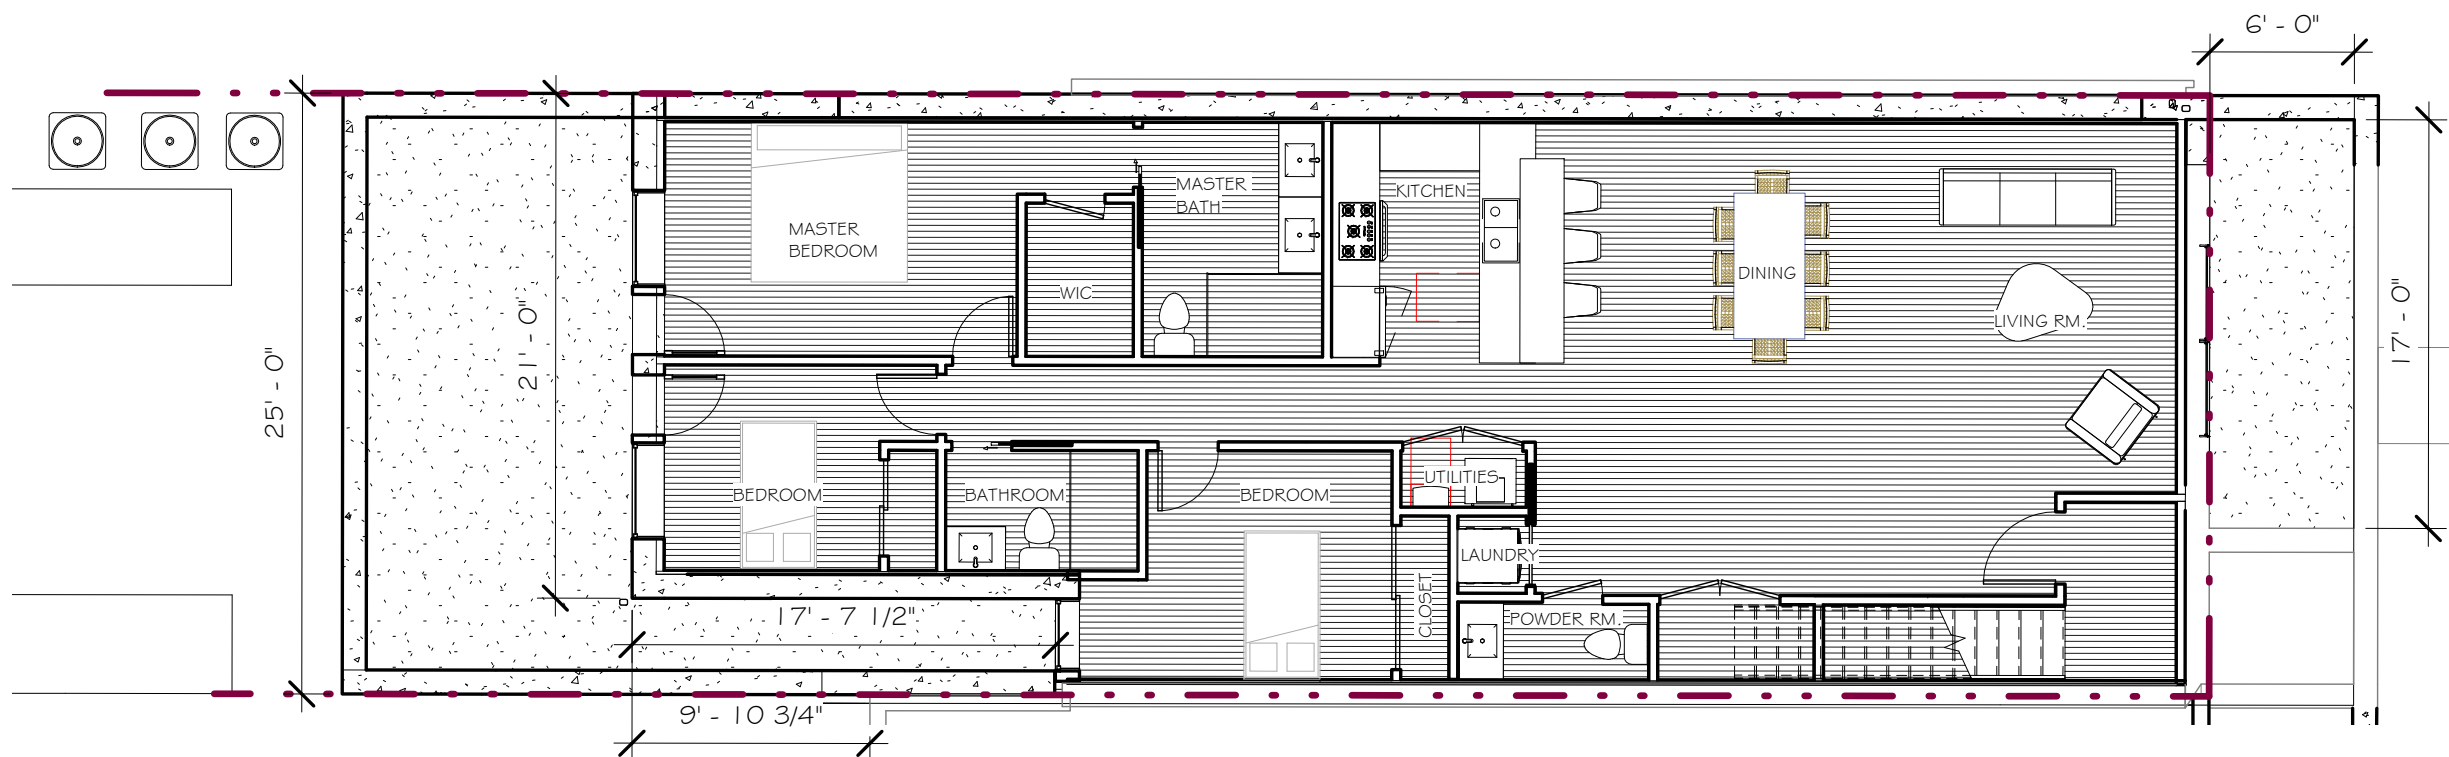 6' - 0"
MASTER
BATH
KITCHEN
MASTER
BEDROOM
DINING
WIC
LIVING RM.
21' - 0"
25' - 0"
17' - 0"
UTILITIES
BEDROOM
BATHROOM
BEDROOM
LAUNDRY
CLOSET
17' - 7 1/2"
POWDER RM.
9' - 10 3/4"